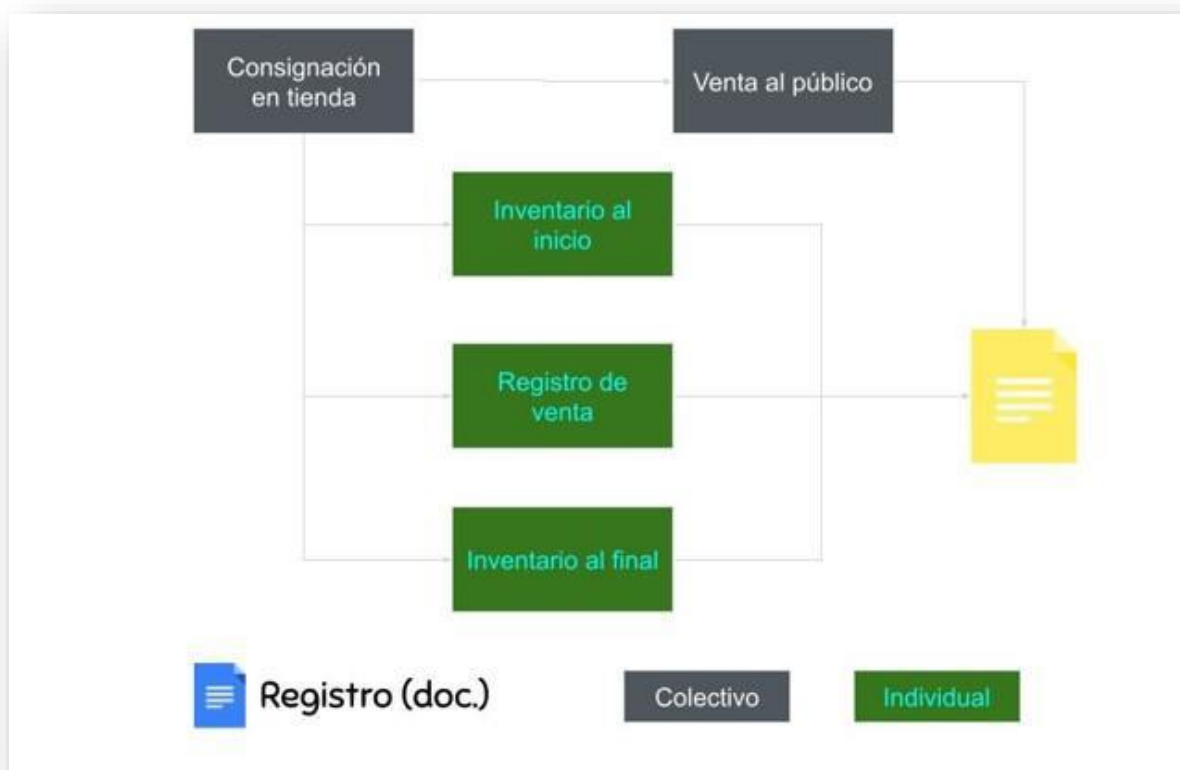 Consignación
en tienda
Venta al público
Inventario al
inicio
Registro de
venta
Inventario al final
Registro (doc.)
Colectivo
Individual